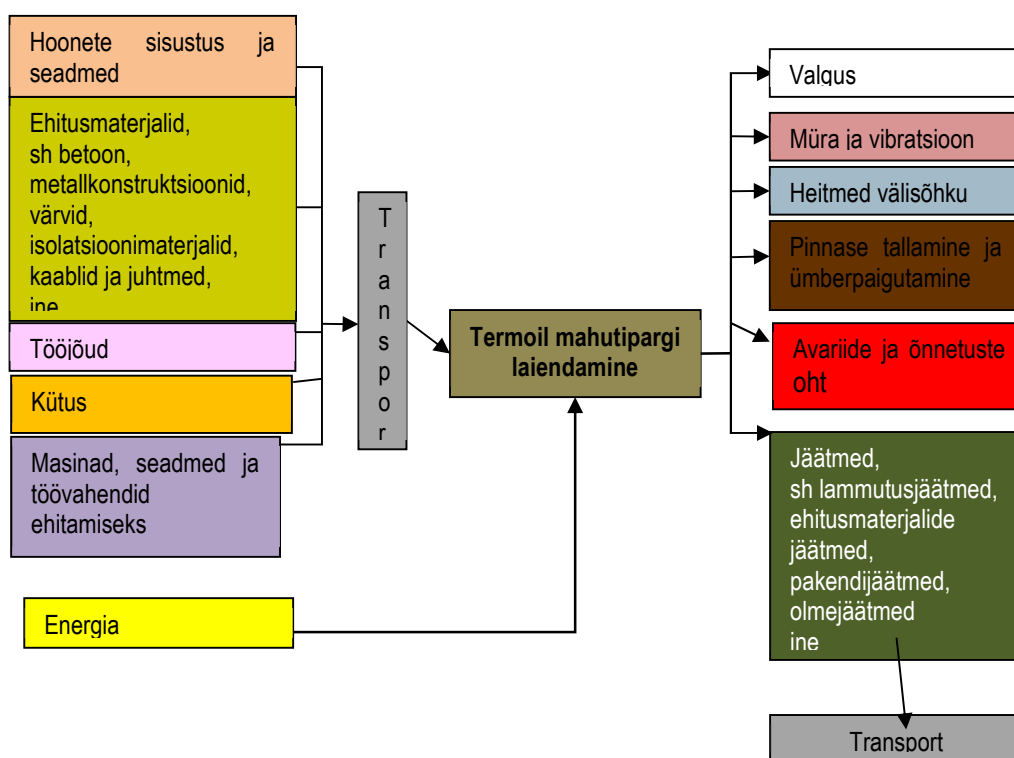 Hoonete sisustus ja
seadmed
Ehitusmaterjalid,
sh betoon,
metallkonstruktsioonid,
värvid,
isolatsioonimaterjalid,
kaablid ja juhtmed,
ine
Tööjõud
Kütus
Masinad, seadmed ja
töövahendid
ehitamiseks
Energia
T
r
a
n
s
p
o
r
Termoil mahutipargi
laiendamine
Valgus
Müra ja vibratsioon
Heitmed välisõhku
Pinnase tallamine ja
ümberpaigutamine
Avariide ja õnnetuste
oht
Jäätmed,
sh lammutusjäätmed,
ehitusmaterjalide
jäätmed,
pakendijäätmed,
olmejäätmed
ine
Transport